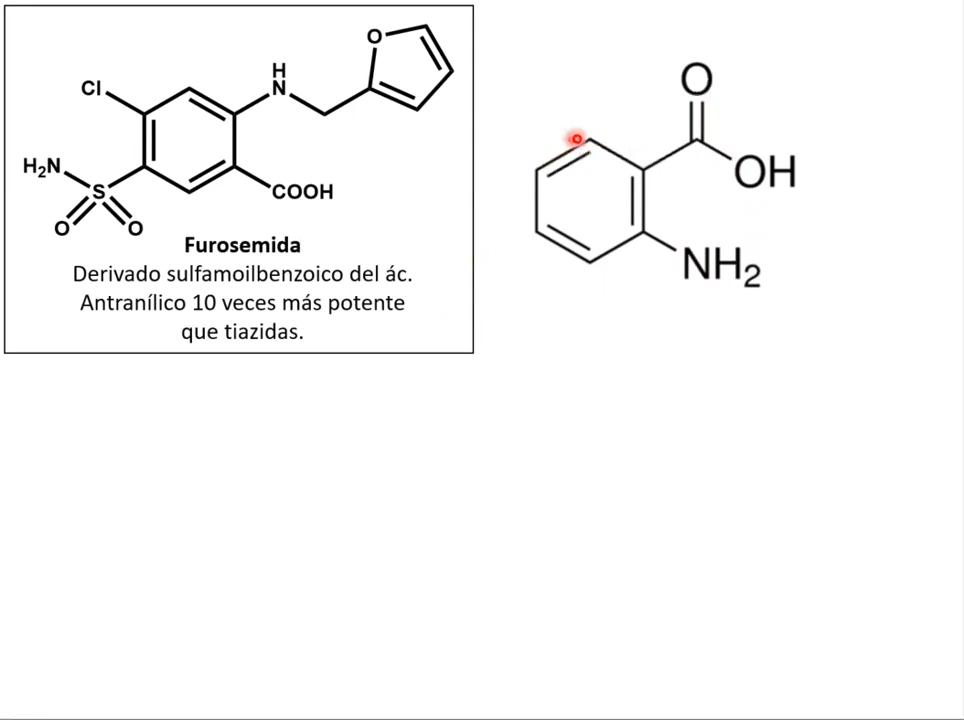 O
H
N
Cl
H2N
S
COOH
O
O
Furosemida
Derivado sulfamoilbenzoico del ác.
Antranílico 10 veces más potente
que tiazidas.
O
OH
NH2